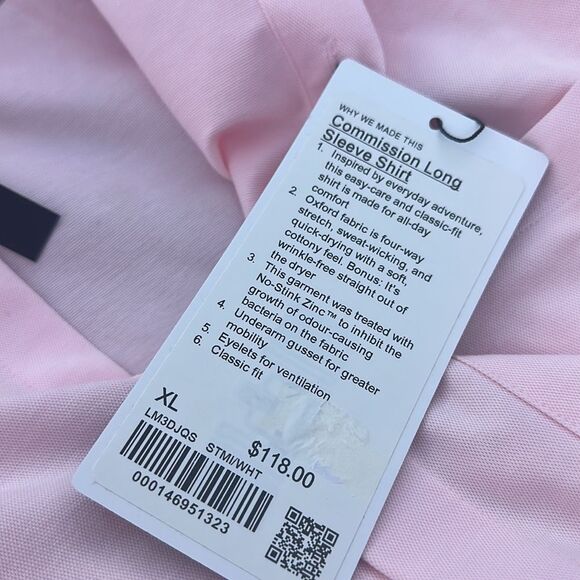 WHY WE MADE THIS
Commission Long
Sleeve Shirt
1. Inspired by everyday adventure,
this easy-care and classic-fit
shirt is made for all-day
comfort
2. Oxford fabric is four-way
stretch, sweat-wicking, and
quick-drying with a soft,
cottony feel. Bonus: It's
wrinkle-free straight out of
the dryer
3. This garment was treated with
No-Stink Zinc™ to inhibit the
growth of odour-causing
bacteria on the fabric
4. Underarm gusset for greater
mobility
5. Eyelets for ventilation
6. Classic fit
XL
LM3DJQS STMI/WHT
$118.00
000146951323